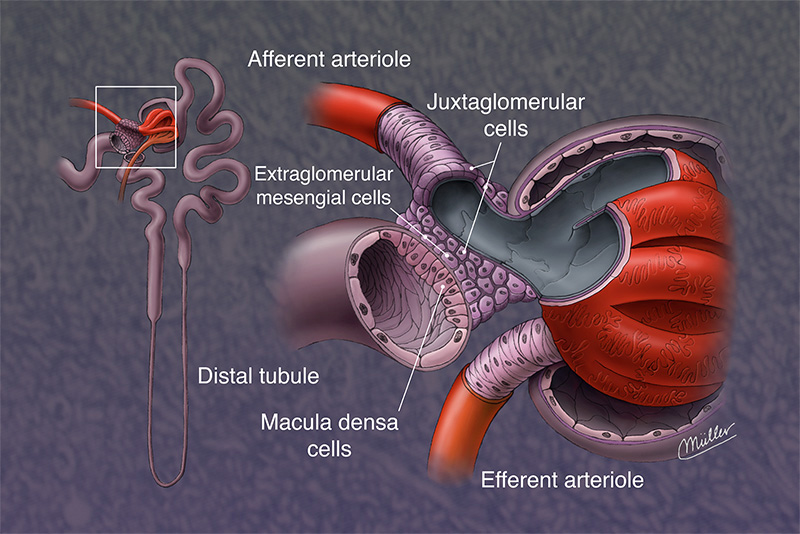 Afferent arteriole
Juxtaglomerular
cells
Extraglomerular
mesengial cells
Distal tubule
Macula densa
cells
Efferent arteriole
Müller